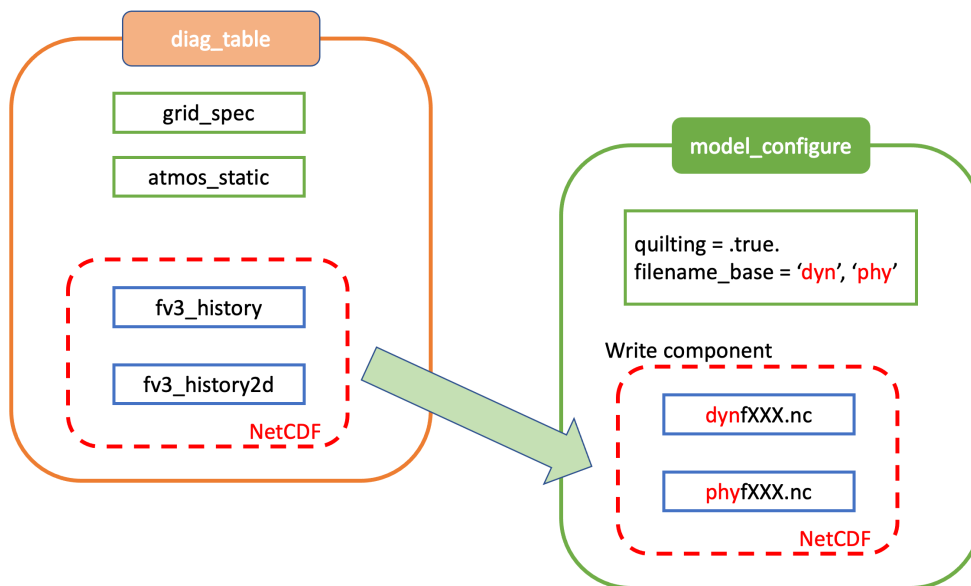 diag_table
grid_spec
atmos_static
fv3_history
fv3_history2d
NetCDF
model_configure
quilting = .true.
filename_base = ‘dyn’, ‘phy’
Write component
dynfXXX.nc
phyfXXX.nc
NetCDF